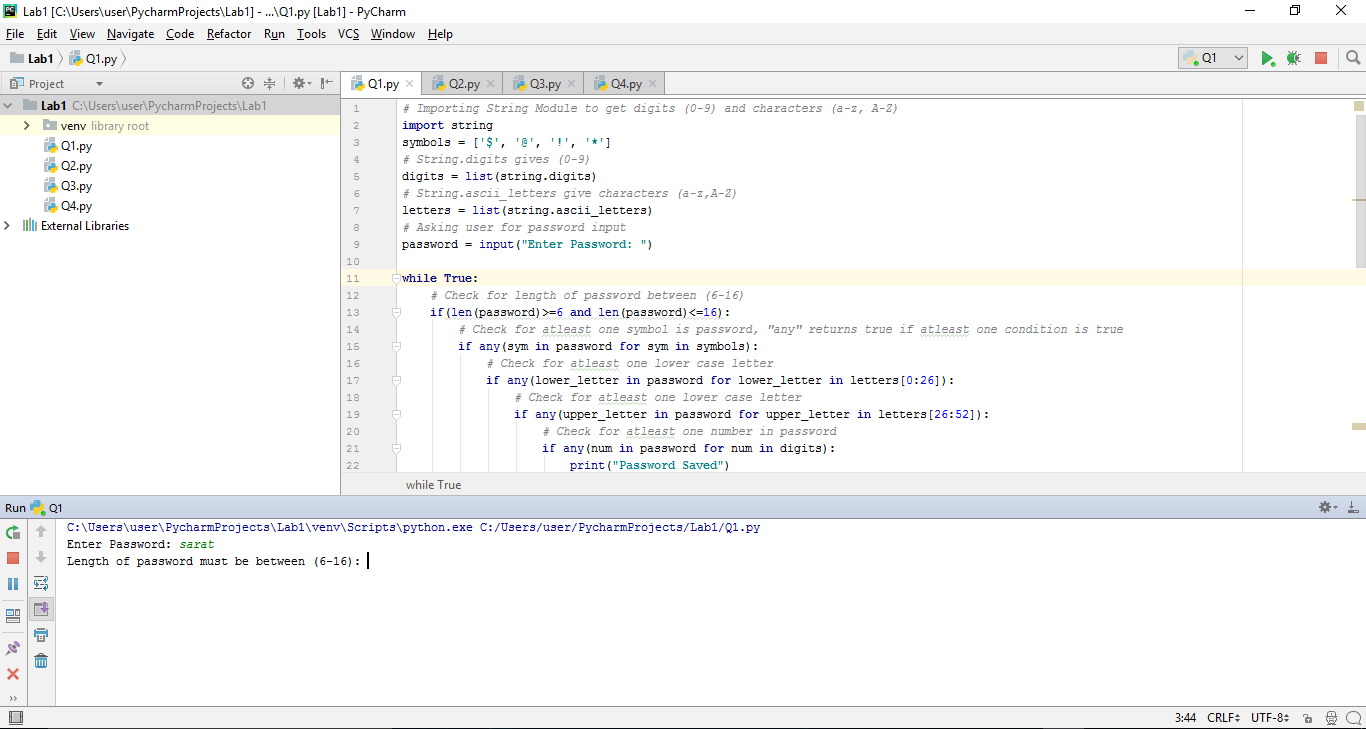 Lab1 [C:\Users\user\PycharmProjects\Lab1] - ...\Q1.py [Lab1] - PyCharm
File Edit View Navigate Code Refactor Run Tools VCS Window Help
Lab1 Q1.py Q1
Project Q1.py Q2.py Q3.py Q4.py
Lab1 C:\Users\user\PycharmProjects\Lab1
venv library root
Q1.py
Q2.py
Q3.py
Q4.py
External Libraries
1 # Importing String Module to get digits (0-9) and characters (a-z, A-Z)
2 import string
3 symbols = ['$', '@', '!', '*']
4 # String.digits gives (0-9)
5 digits = list(string.digits)
6 # String.ascii_letters give characters (a-z,A-Z)
7 letters = list(string.ascii_letters)
8 # Asking user for password input
9 password = input("Enter Password: ")
10
11 while True:
12 # Check for length of password between (6-16)
13 if(len(password)>=6 and len(password)<=16):
14 # Check for atleast one symbol is password, "any" returns true if atleast one condition is true
15 if any(sym in password for sym in symbols):
16 # Check for atleast one lower case letter
17 if any(lower_letter in password for lower_letter in letters[0:26]):
18 # Check for atleast one lower case letter
19 if any(upper_letter in password for upper_letter in letters[26:52]):
20 # Check for atleast one number in password
21 if any(num in password for num in digits):
22 print("Password Saved")
while True
Run Q1
C:\Users\user\PycharmProjects\Lab1\venv\Scripts\python.exe C:/Users/user/PycharmProjects/Lab1/Q1.py
Enter Password: sarat
Length of password must be between (6-16):
3:44 CRLF UTF-8